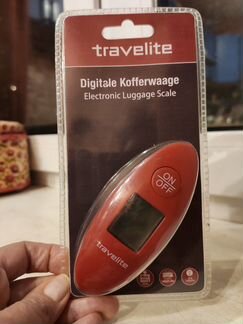 travelite
Digitale Kofferwaage
Electronic Luggage Scale
ON
OFF
travelite